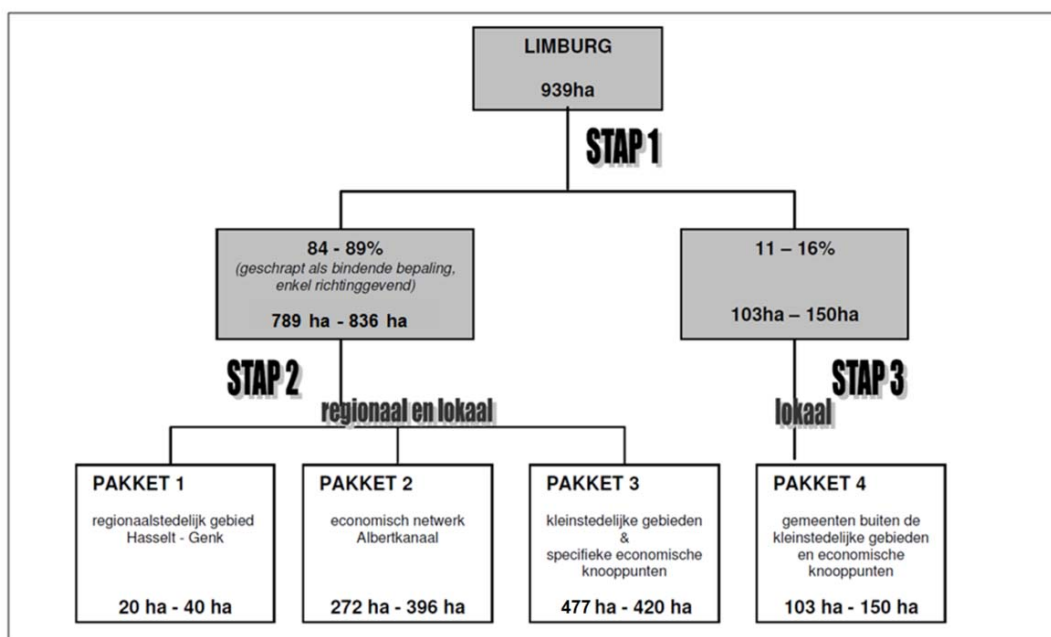 LIMBURG
939ha
STAP 1
84 - 89%
(geschrapt als bindende bepaling,
enkel richtinggevend)
789 ha - 836 ha
11 – 16%
103ha – 150ha
STAP 2
regionaal en lokaal
STAP 3
lokaal
PAKKET 1
regionaalstedelijk gebied
Hasselt - Genk
20 ha - 40 ha
PAKKET 2
economisch netwerk
Albertkanaal
272 ha - 396 ha
PAKKET 3
kleinstedelijke gebieden
&
specifieke economische
knooppunten
477 ha - 420 ha
PAKKET 4
gemeenten buiten de
kleinstedelijke gebieden
en economische
knooppunten
103 ha - 150 ha